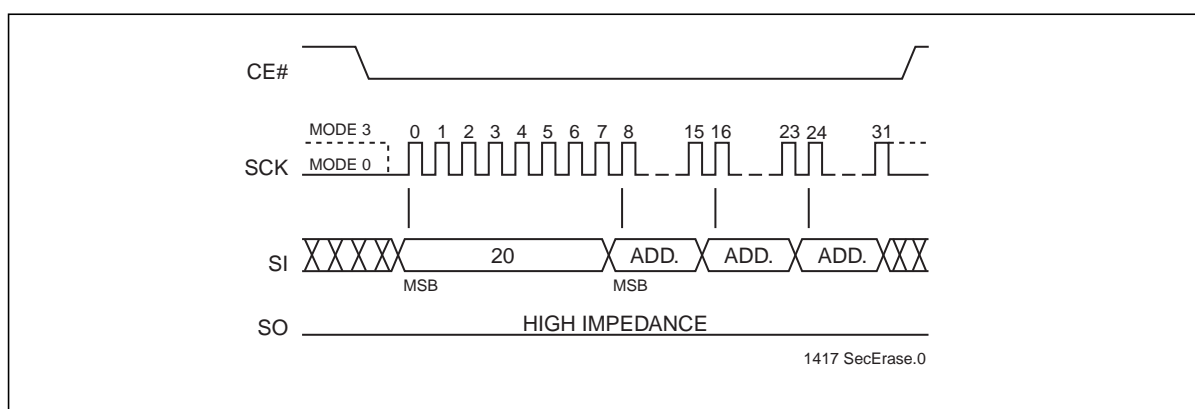 CE#
MODE 3 0 1 2 3 4 5 6 7 8 15 16 23 24 31
SCK MODE 0
SI 20 ADD. ADD. ADD.
MSB MSB
SO HIGH IMPEDANCE
1417 SecErase.0